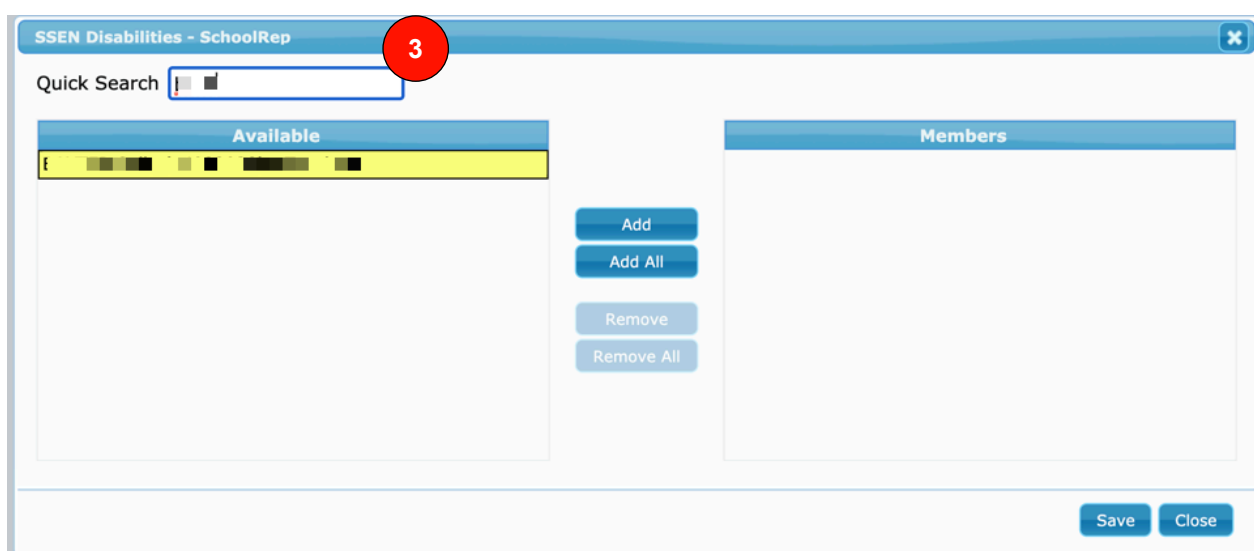 SSEN Disabilities - SchoolRep
3
Quick Search
Available
Members
Add
Add All
Remove
Remove All
Save
Close